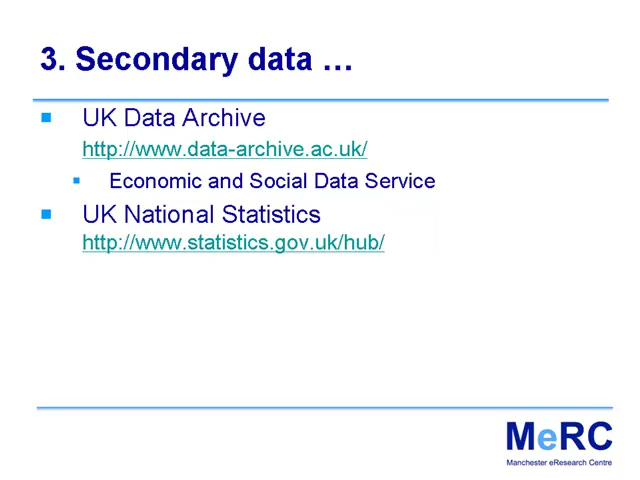 3. Secondary data …
UK Data Archive
http://www.data-archive.ac.uk/
Economic and Social Data Service
UK National Statistics
http://www.statistics.gov.uk/hub/
MeRC
Manchester eResearch Centre